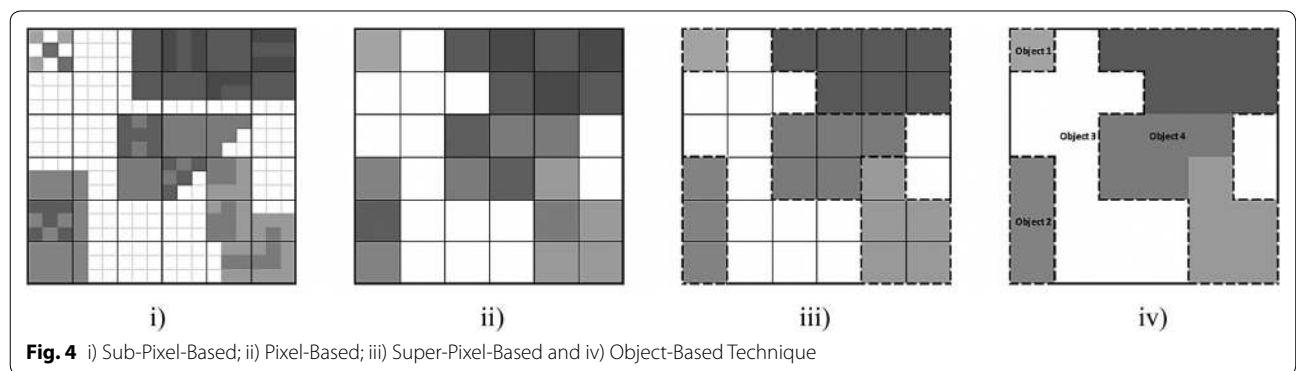 Object 1
Object 3
Object 4
Object 2
i)
ii)
iii)
iv)
Fig. 4 i) Sub-Pixel-Based; ii) Pixel-Based; iii) Super-Pixel-Based and iv) Object-Based Technique